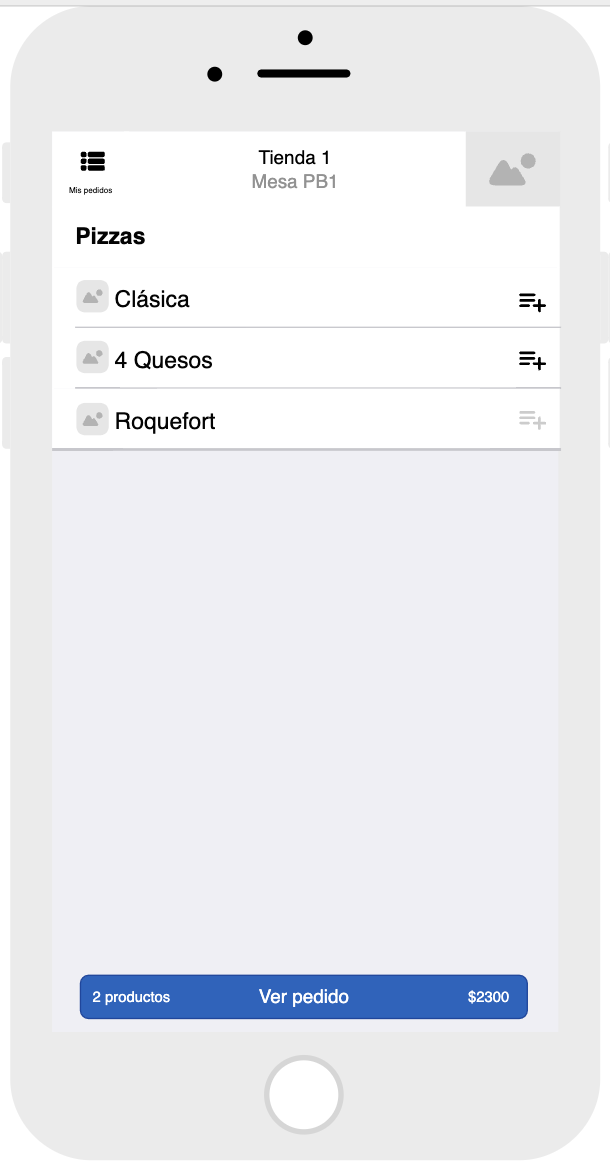 Mis pedidos
Tienda 1
Mesa PB1
Pizzas
Clásica
4 Quesos
Roquefort
2 productos Ver pedido $2300